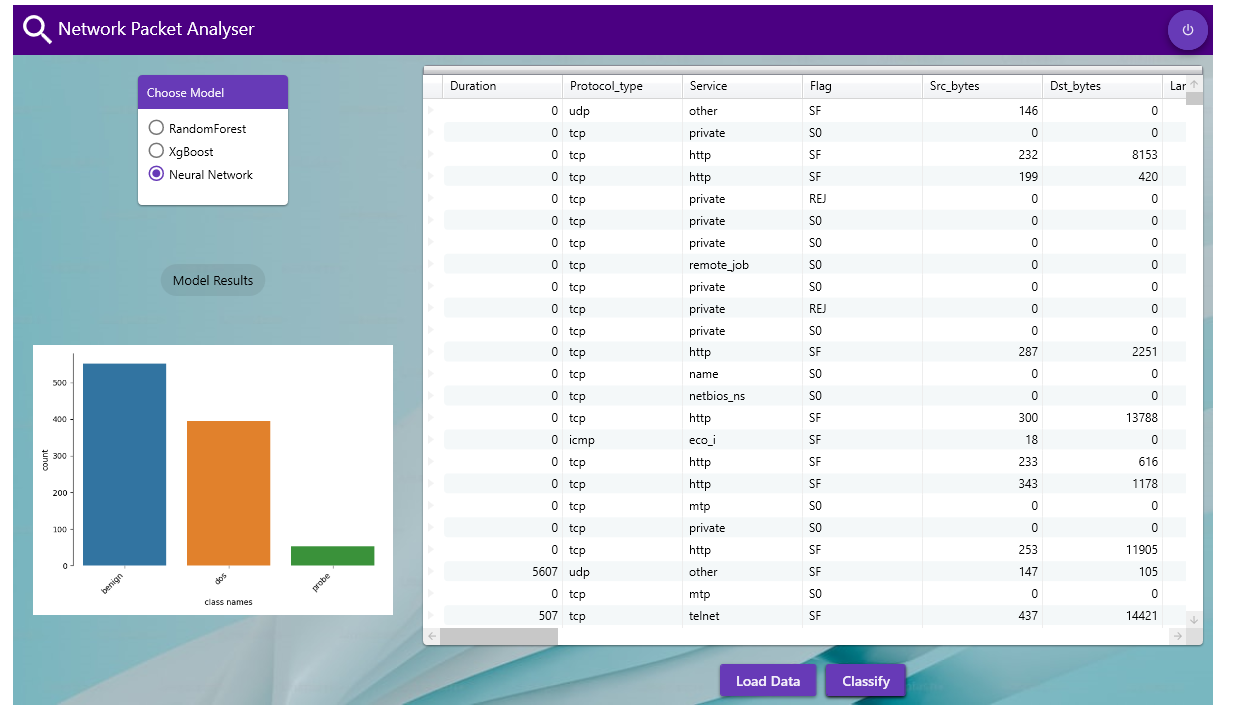 Network Packet Analyser
Choose Model
RandomForest
XgBoost
Neural Network
Model Results
500
400
300
200
100
0
count
benign
dos
probe
class names
Duration Protocol_type Service Flag Src_bytes Dst_bytes Lar
0 udp other SF 146 0
0 tcp private S0 0 0
0 tcp http SF 232 8153
0 tcp http SF 199 420
0 tcp private REJ 0 0
0 tcp private S0 0 0
0 tcp private S0 0 0
0 tcp remote_job S0 0 0
0 tcp private S0 0 0
0 tcp private REJ 0 0
0 tcp private S0 0 0
0 tcp http SF 287 2251
0 tcp name S0 0 0
0 tcp netbios_ns S0 0 0
0 tcp http SF 300 13788
0 icmp eco_i SF 18 0
0 tcp http SF 233 616
0 tcp http SF 343 1178
0 tcp mtp S0 0 0
0 tcp private S0 0 0
0 tcp http SF 253 11905
5607 udp other SF 147 105
0 tcp mtp S0 0 0
507 tcp telnet SF 437 14421
Load Data
Classify